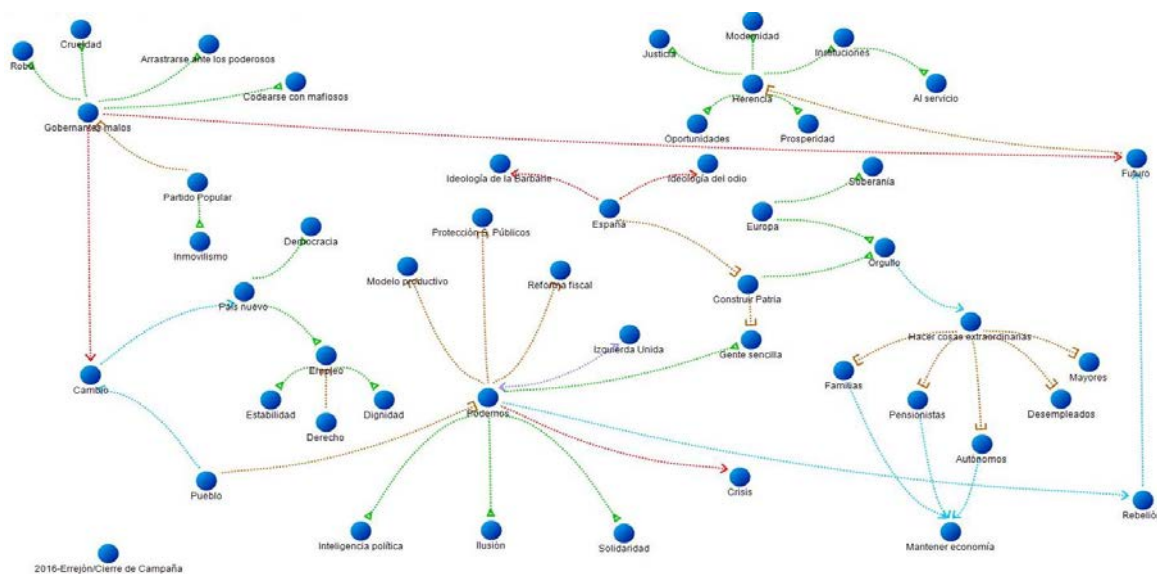 Crueldad
Robo
Arrastrarse ante los poderosos
Codearse con mafiosos
Gobernantes malos
Modernidad
Justicia
Instituciones
Herencia
Al servicio
Oportunidades
Prosperidad
Futuro
Partido Popular
Inmovilismo
Ideología de la Barbarie
Ideología del odio
España
Soberanía
Europa
Orgullo
Democracia
País nuevo
Protección S. Públicos
Modelo productivo
Reforma fiscal
Construir Patria
Gente sencilla
Izquierda Unida
Hacer cosas extraordinarias
Familias
Pensionistas
Autónomos
Desempleados
Mayores
Cambio
Empleo
Estabilidad
Dignidad
Derecho
Podemos
Pueblo
Crisis
Rebelión
Inteligencia política
Ilusión
Solidaridad
Mantener economía
2016-Errejón/Cierre de Campaña